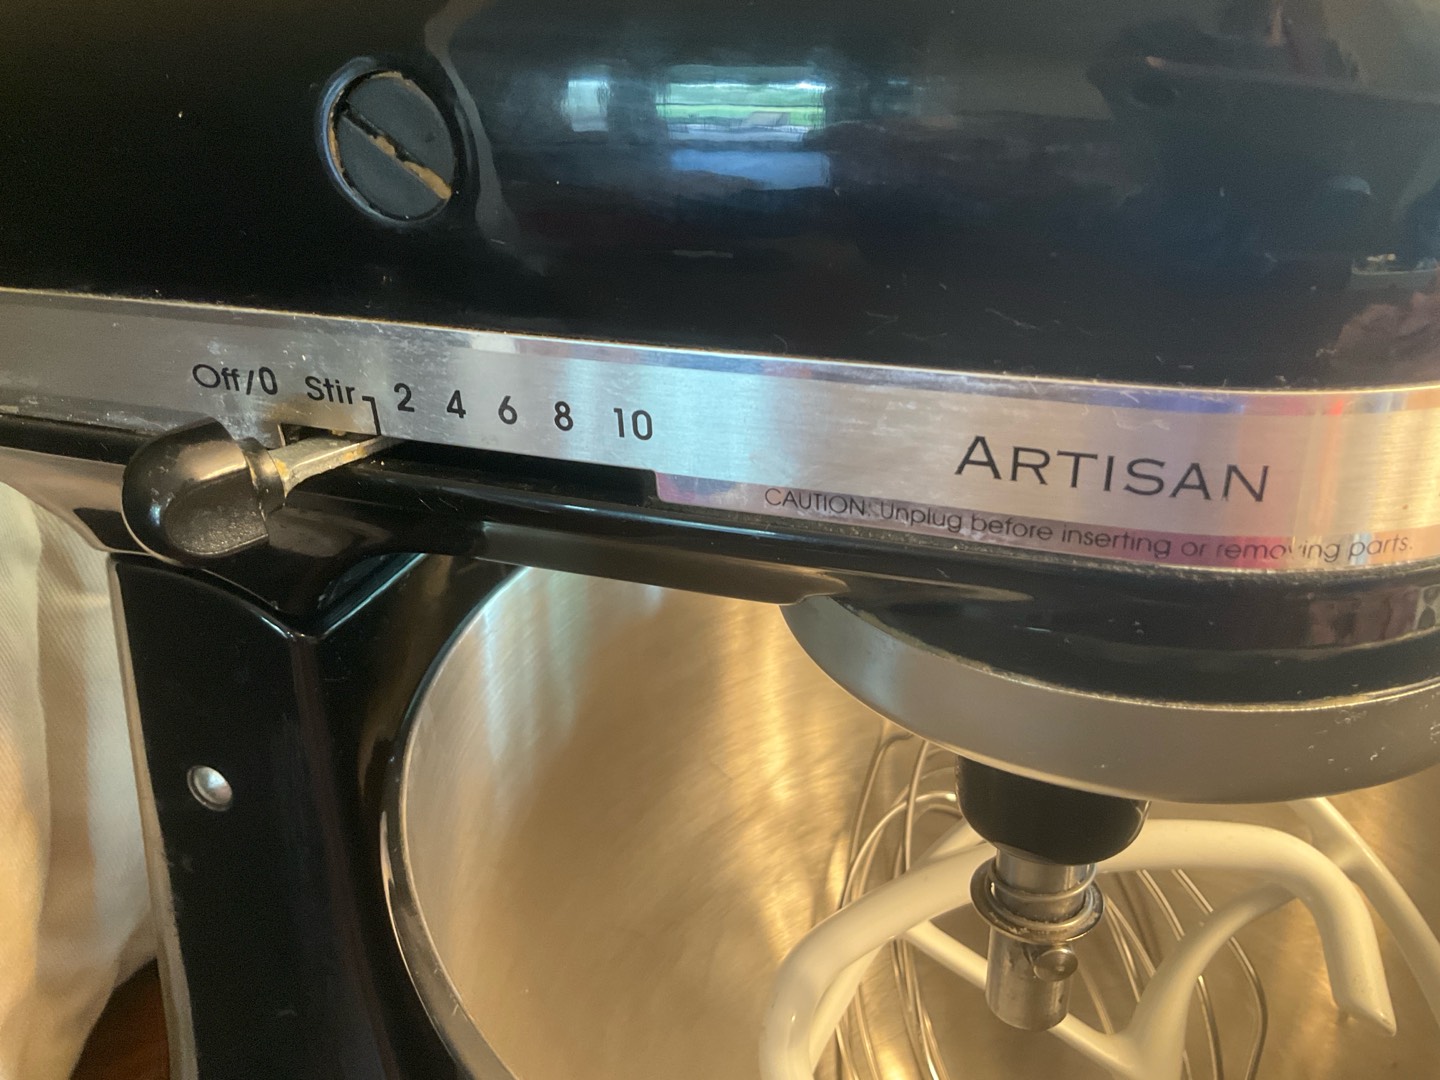 Off/0 Stir 2 4 6 8 10
ARTISAN
CAUTION: Unplug before inserting or removing parts.